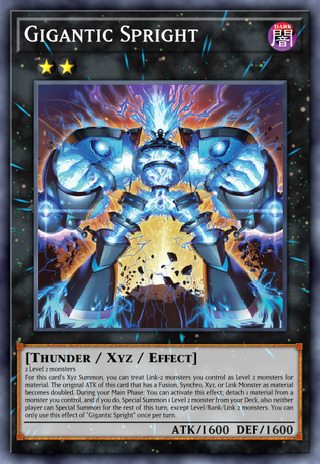 Gigantic Spright
DARK
闇
[Thunder / Xyz / Effect]
2 Level 2 monsters
For this card's Xyz Summon, you can treat Link-2 monsters you control as Level 2 monsters for
material. The original ATK of this card that has a Fusion, Synchro, Xyz, or Link Monster as material
becomes doubled. During your Main Phase: You can activate this effect; detach 1 material from a
monster you control, and if you do, Special Summon 1 Level 2 monster from your Deck, also neither
player can Special Summon for the rest of this turn, except Level/Rank/Link 2 monsters. You can
only use this effect of "Gigantic Spright" once per turn.
ATK/1600 DEF/1600